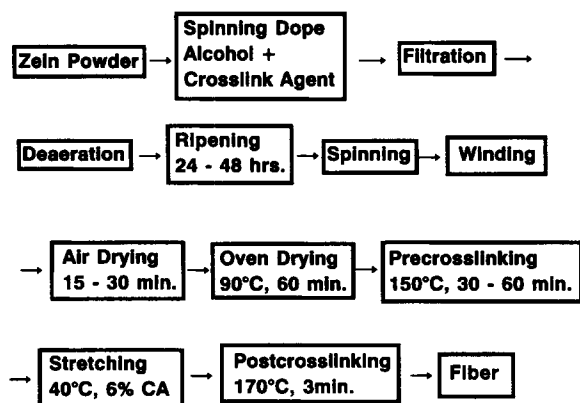 Zein Powder
Spinning Dope
Alcohol +
Crosslink Agent
Filtration
Deaeration
Ripening
24 - 48 hrs.
Spinning
Winding
Air Drying
15 - 30 min.
Oven Drying
90°C, 60 min.
Precrosslinking
150°C, 30 - 60 min.
Stretching
40°C, 6% CA
Postcrosslinking
170°C, 3min.
Fiber